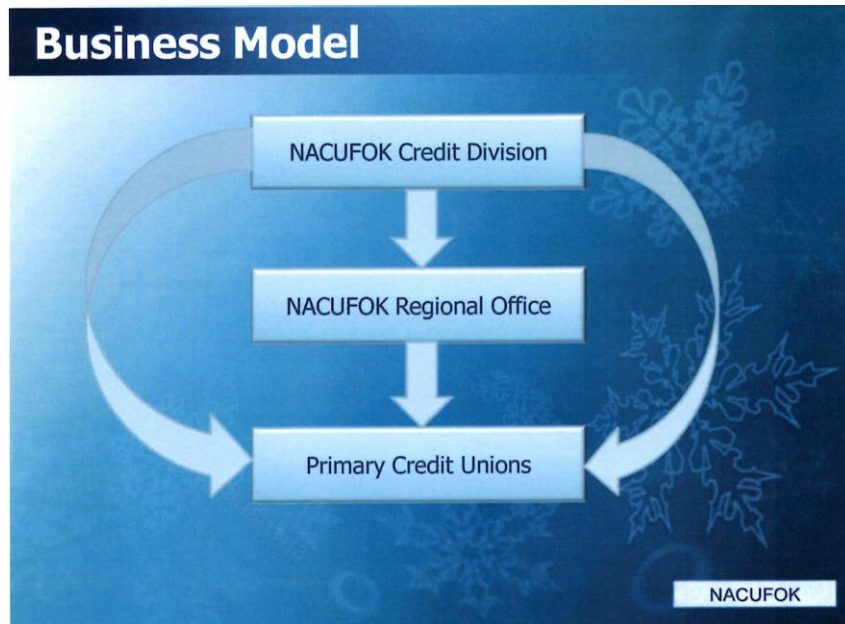 Business Model
NACUFOK Credit Division
NACUFOK Regional Office
Primary Credit Unions
NACUFOK